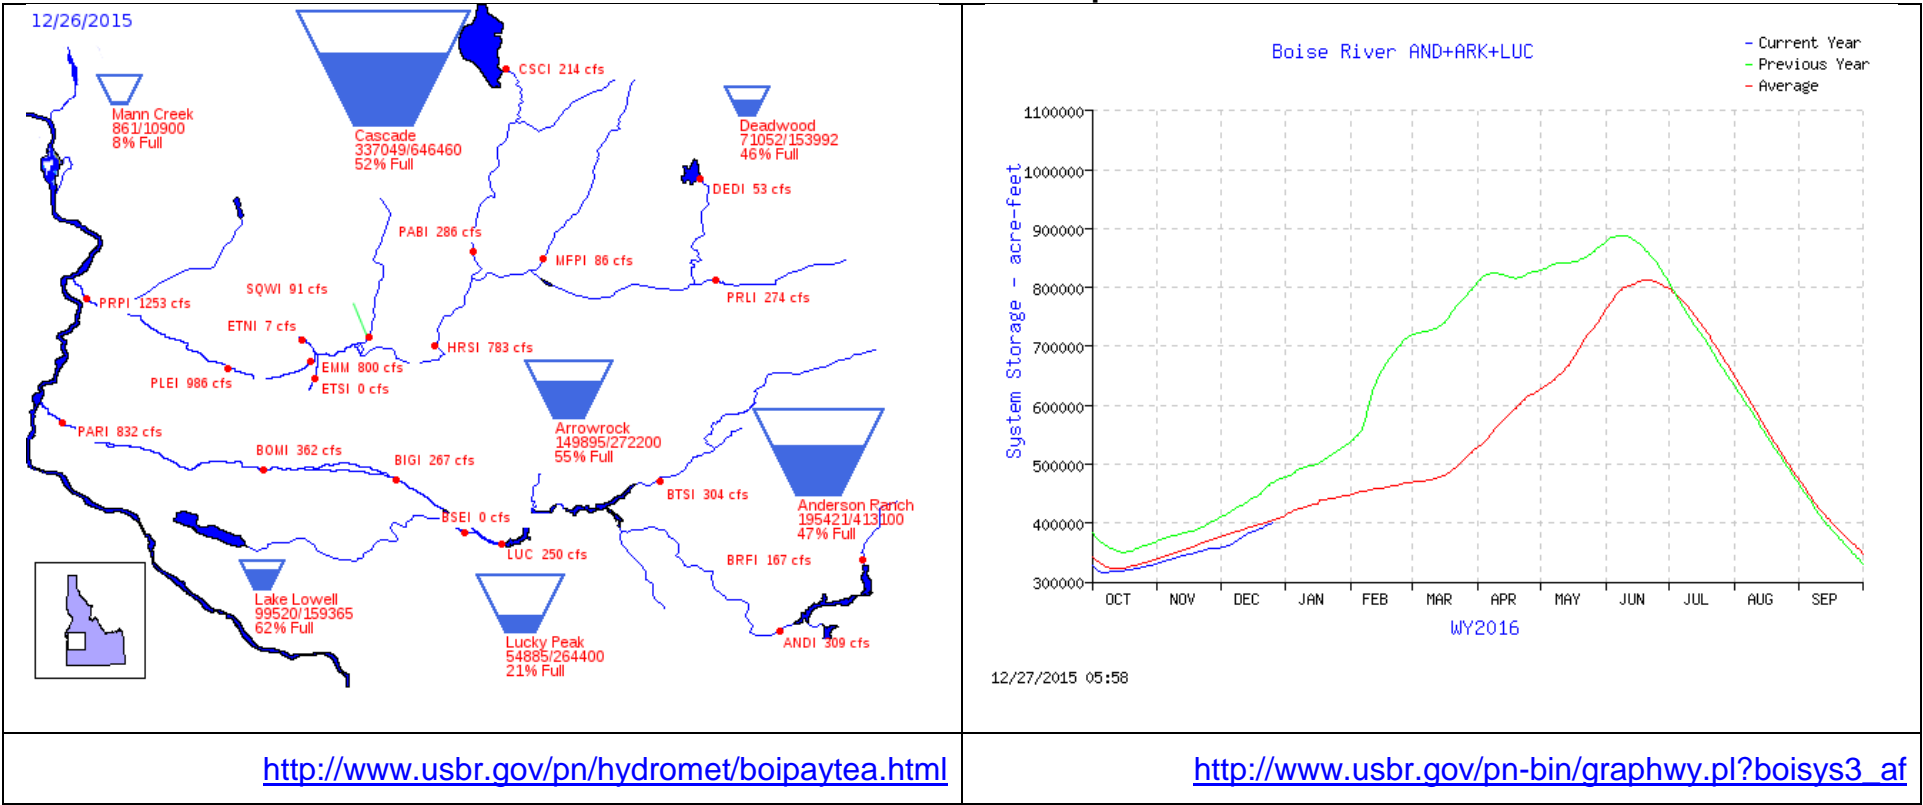 12/26/2015
Mann Creek
861/10900
8% Full
Cascade
337049/646460
52% Full
CSCI 214 cfs
Deadwood
71052/153992
46% Full
DEDI 53 cfs
PABI 286 cfs
MFPI 86 cfs
SQWI 91 cfs
PRPI 1253 cfs
PRLI 274 cfs
ETNI 7 cfs
HRSI 783 cfs
EMM 800 cfs
PLEI 986 cfs
ETSI 0 cfs
Arrowrock
149895/272200
55% Full
PARI 832 cfs
BOMI 362 cfs
BIGI 267 cfs
BTSI 304 cfs
Anderson Ranch
195421/413100
47% Full
BSEI 0 cfs
LUC 250 cfs
BRFI 167 cfs
Lake Lowell
99520/159365
62% Full
Lucky Peak
54885/264400
21% Full
ANDI 309 cfs
http://www.usbr.gov/pn/hydromet/boipaytea.html
Boise River AND+ARK+LUC
Current Year
Previous Year
Average
System Storage - acre-feet
1100000
1000000
900000
800000
700000
600000
500000
400000
300000
OCT NOV DEC JAN FEB MAR APR MAY JUN JUL AUG SEP
WY2016
12/27/2015 05:58
http://www.usbr.gov/pn-bin/graphwy.pl?boisys3_af